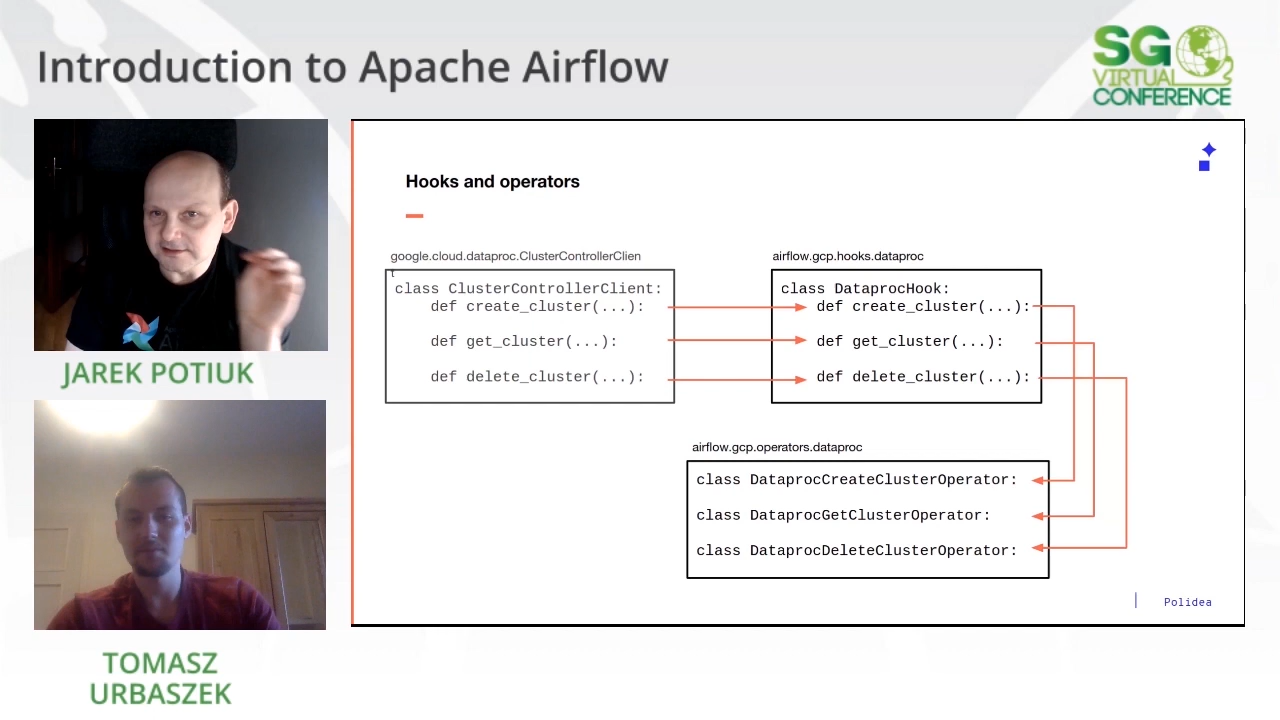 Introduction to Apache Airflow
SG
VIRTUAL
CONFERENCE
JAREK POTIUK
TOMASZ
URBASZEK
Hooks and operators
google.cloud.dataproc.ClusterControllerClien
t
class ClusterControllerClient:
def create_cluster(...):
def get_cluster(...):
def delete_cluster(...):
airflow.gcp.hooks.dataproc
class DataprocHook:
def create_cluster(...):
def get_cluster(...):
def delete_cluster(...):
airflow.gcp.operators.dataproc
class DataprocCreateClusterOperator:
class DataprocGetClusterOperator:
class DataprocDeleteClusterOperator:
Polidea